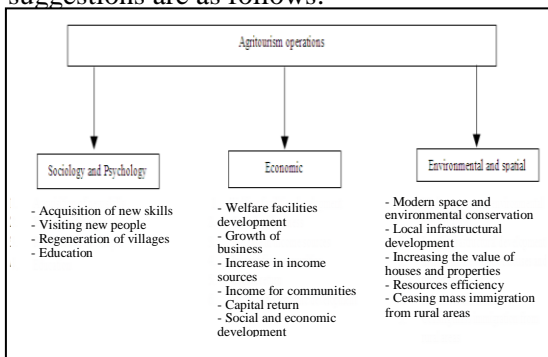 suggestions are as follows:
Agritourism operations
Sociology and Psychology
- Acquisition of new skills
- Visiting new people
- Regeneration of villages
- Education
Economic
- Welfare facilities
development
- Growth of
business
- Increase in income
sources
- Income for communities
- Capital return
- Social and economic
development
Environmental and spatial
- Modern space and
environmental conservation
- Local infrastructural
development
- Increasing the value of
houses and properties
- Resources efficiency
- Ceasing mass immigration
from rural areas